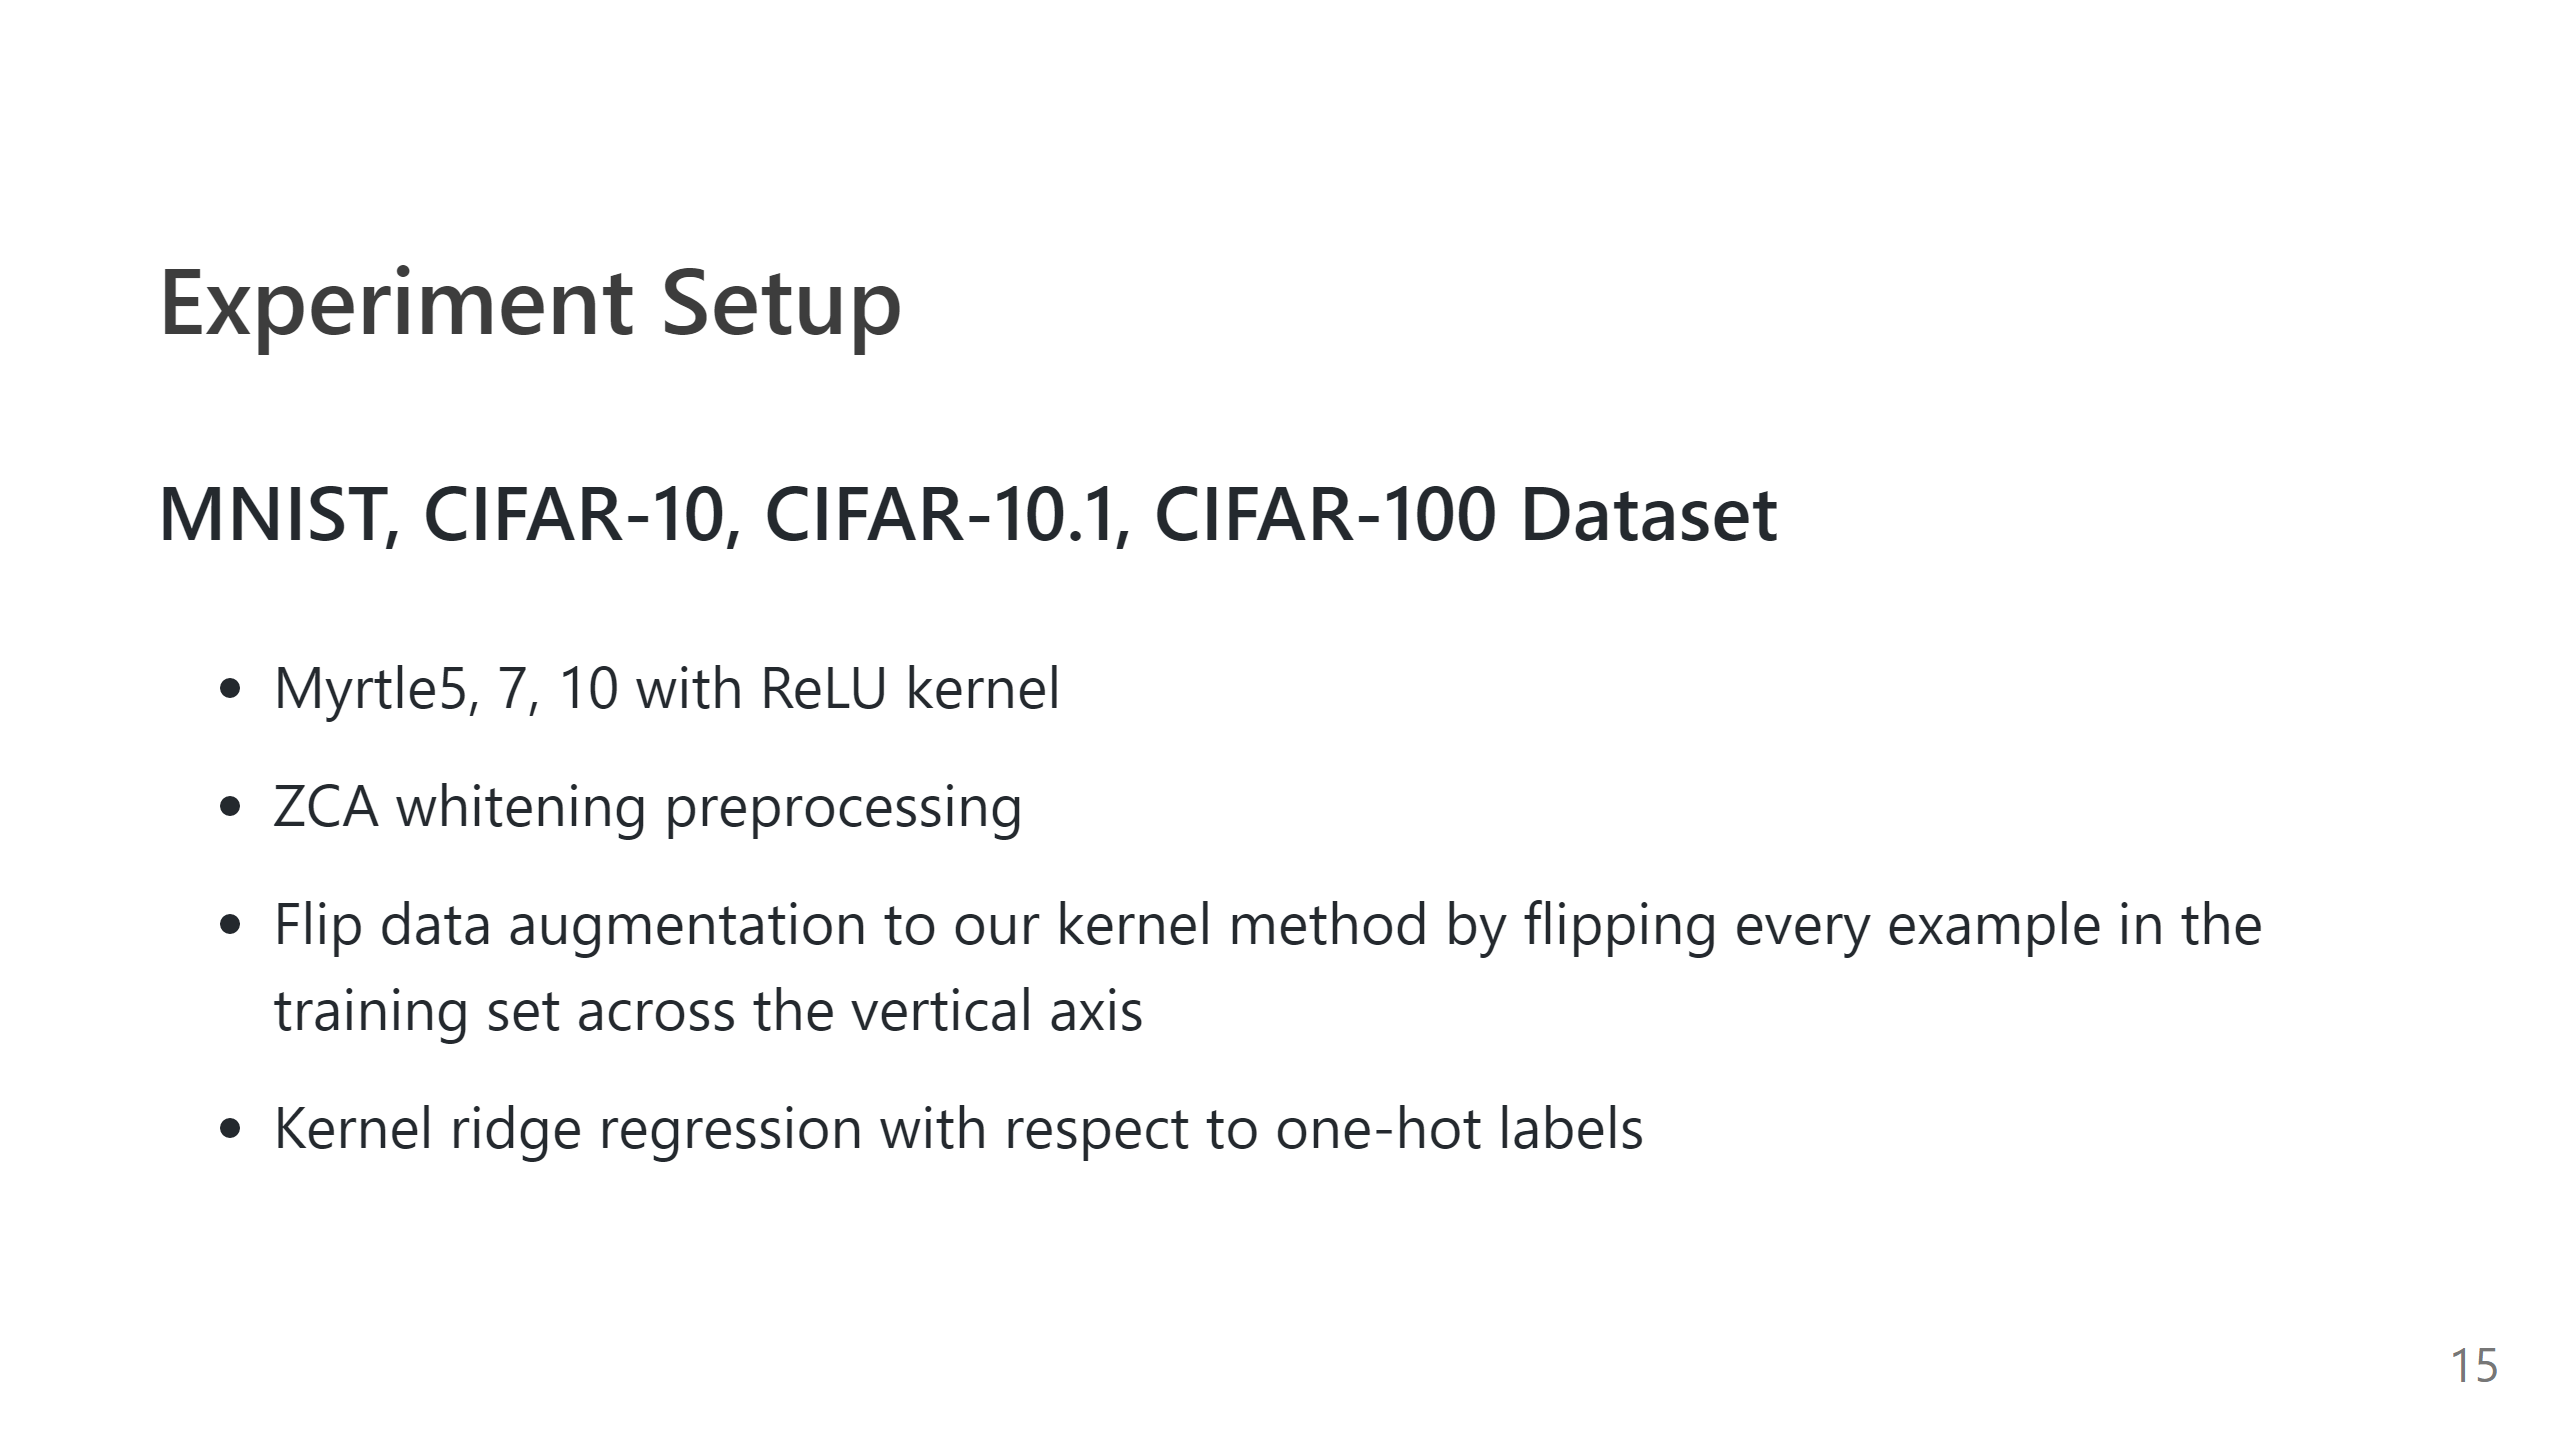 Experiment Setup
MNIST, CIFAR-10, CIFAR-10.1, CIFAR-100 Dataset
• Myrtle5, 7, 10 with ReLU kernel
• ZCA whitening preprocessing
• Flip data augmentation to our kernel method by flipping every example in the
training set across the vertical axis
• Kernel ridge regression with respect to one-hot labels
15